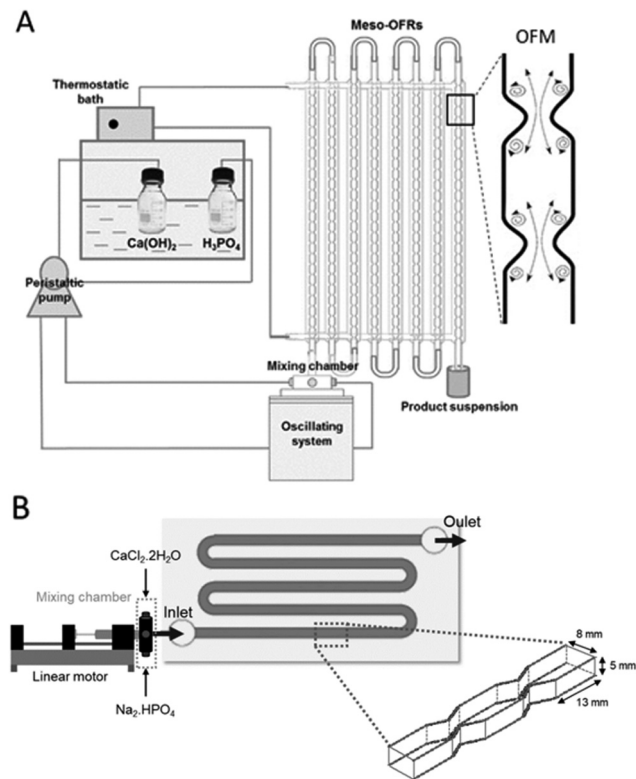 A
Meso-OFRs
OFM
Thermostatic
bath
Ca(OH)2
H3PO4
Peristaltic
pump
Mixing chamber
Oscillating
system
Product suspension
B
CaCl2.2H2O
Mixing chamber
Inlet
Oulet
Linear motor
Na2.HPO4
8 mm
5 mm
13 mm